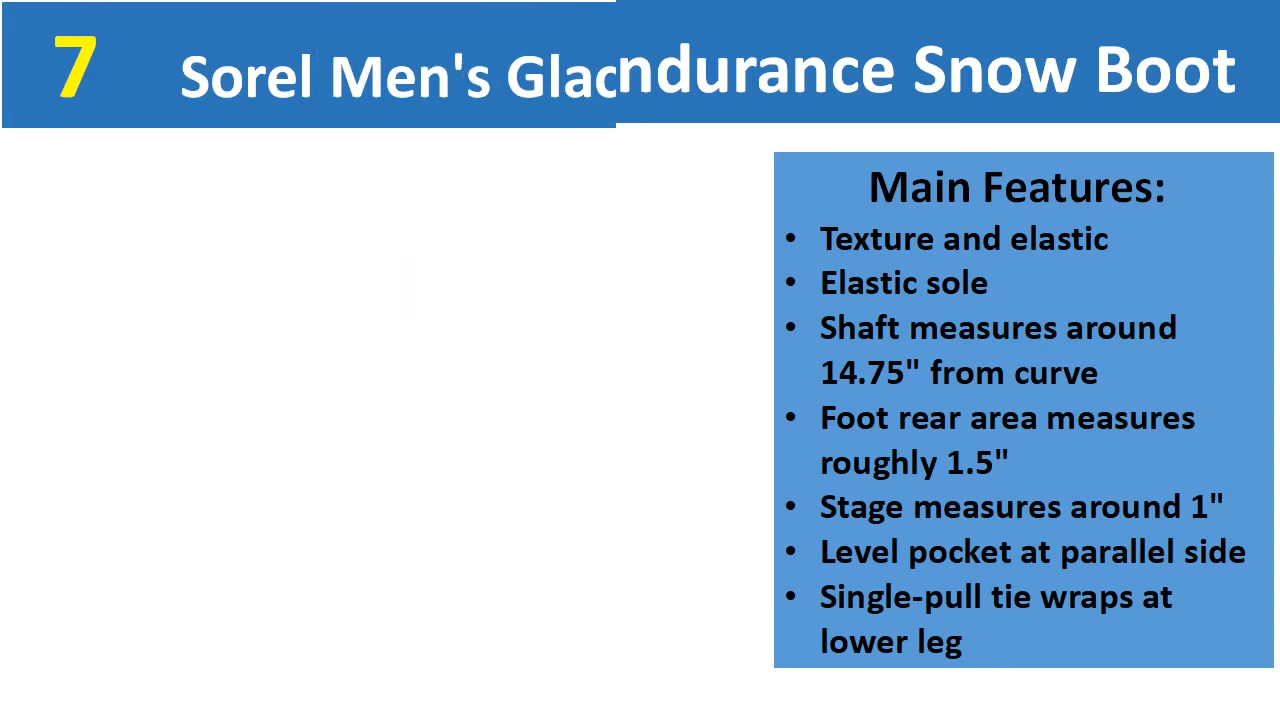 7 Sorel Men's Glacndurance Snow Boot
Main Features:
• Texture and elastic
• Elastic sole
• Shaft measures around
14.75" from curve
• Foot rear area measures
roughly 1.5"
• Stage measures around 1"
• Level pocket at parallel side
• Single-pull tie wraps at
lower leg